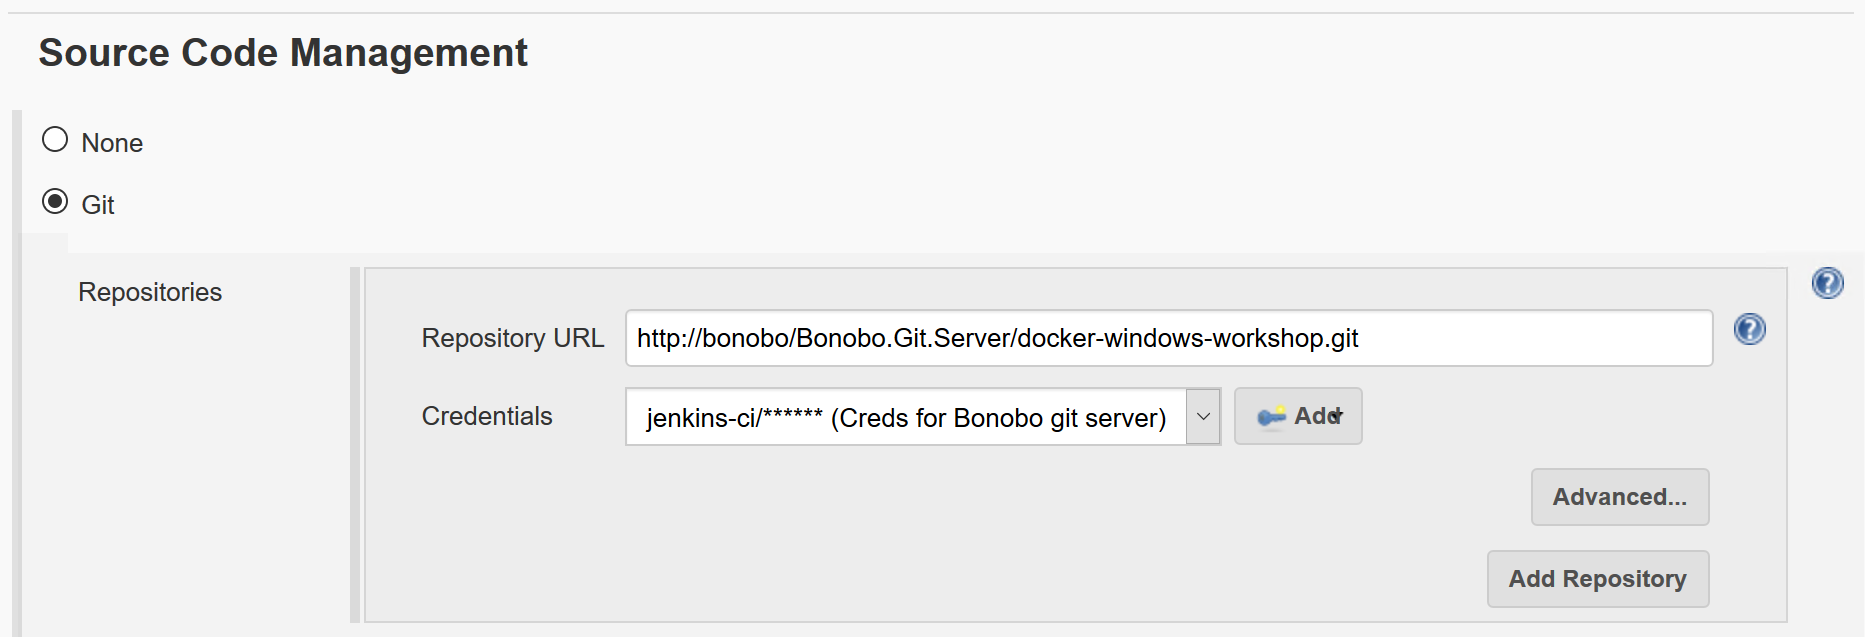 Source Code Management
None
Git
Repositories
Repository URL http://bonobo/Bonobo.Git.Server/docker-windows-workshop.git
Credentials jenkins-ci/****** (Creds for Bonobo git server) Add
Advanced...
Add Repository